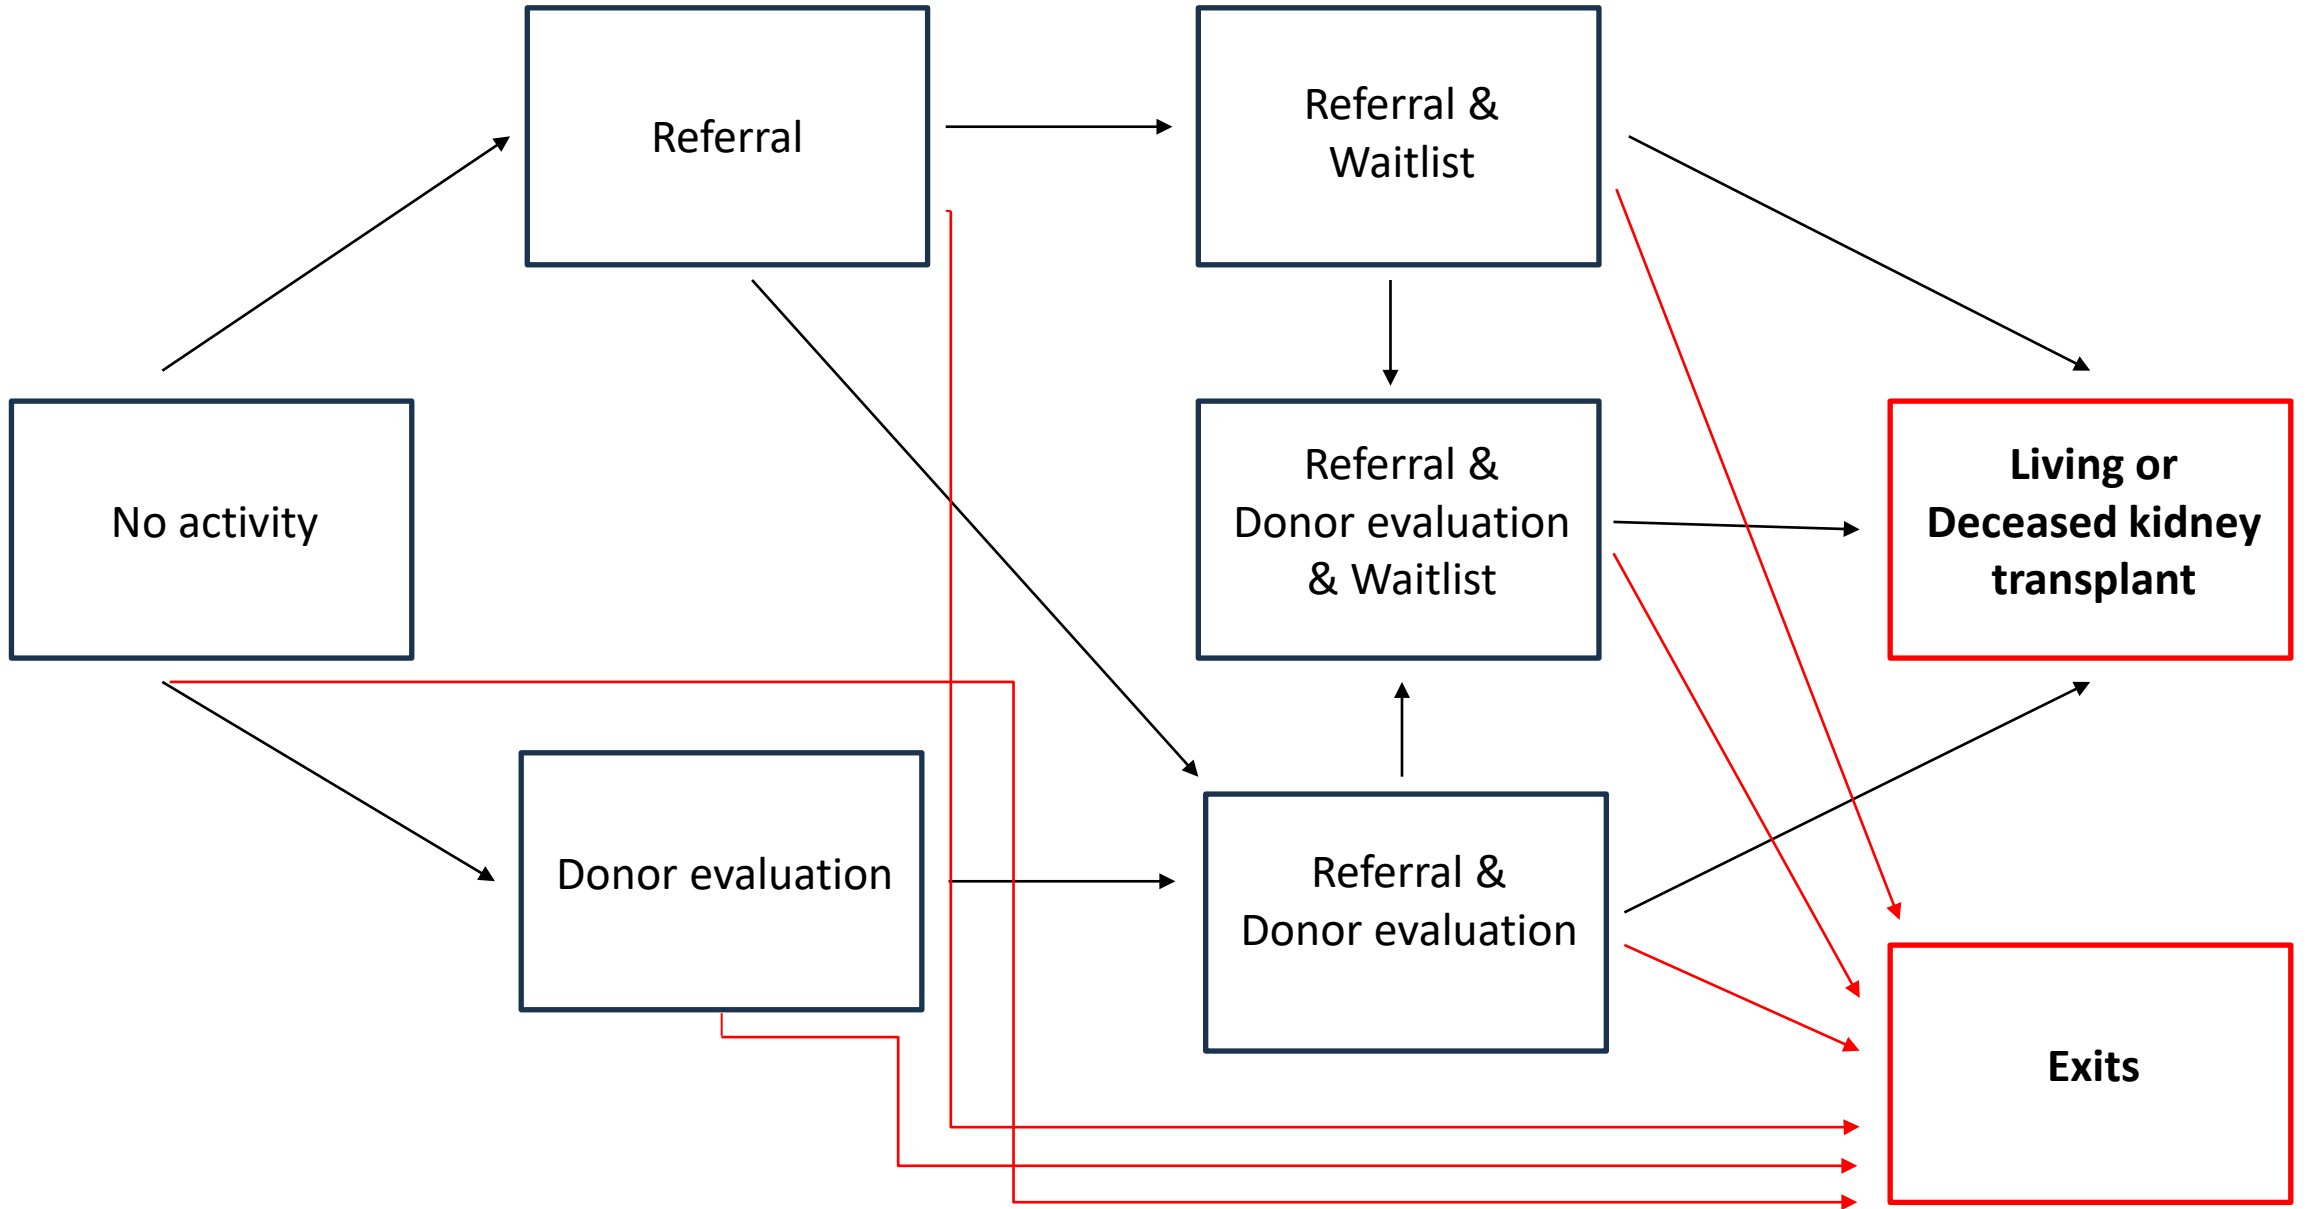 Referral
Referral &
Waitlist
No activity
Referral &
Donor evaluation
& Waitlist
Living or
Deceased kidney
transplant
Donor evaluation
Referral &
Donor evaluation
Exits